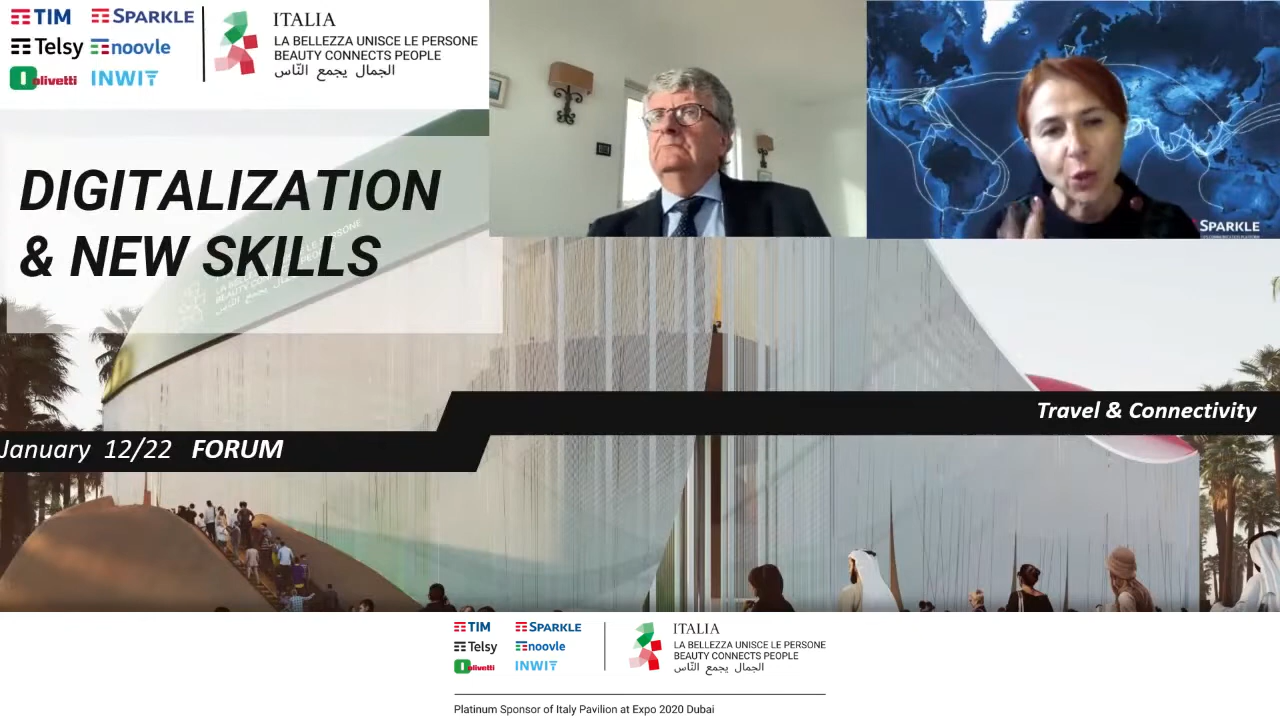 TIM
SPARKLE
Telsy
noovle
olivetti
INWIT
ITALIA
LA BELLEZZA UNISCE LE PERSONE
BEAUTY CONNECTS PEOPLE
الجمال يجمع النّاس
DIGITALIZATION
& NEW SKILLS
SPARKLE
Travel & Connectivity
January 12/22 FORUM
TIM
SPARKLE
Telsy
noovle
olivetti
INWIT
ITALIA
LA BELLEZZA UNISCE LE PERSONE
BEAUTY CONNECTS PEOPLE
الجمال يجمع النّاس
Platinum Sponsor of Italy Pavilion at Expo 2020 Dubai